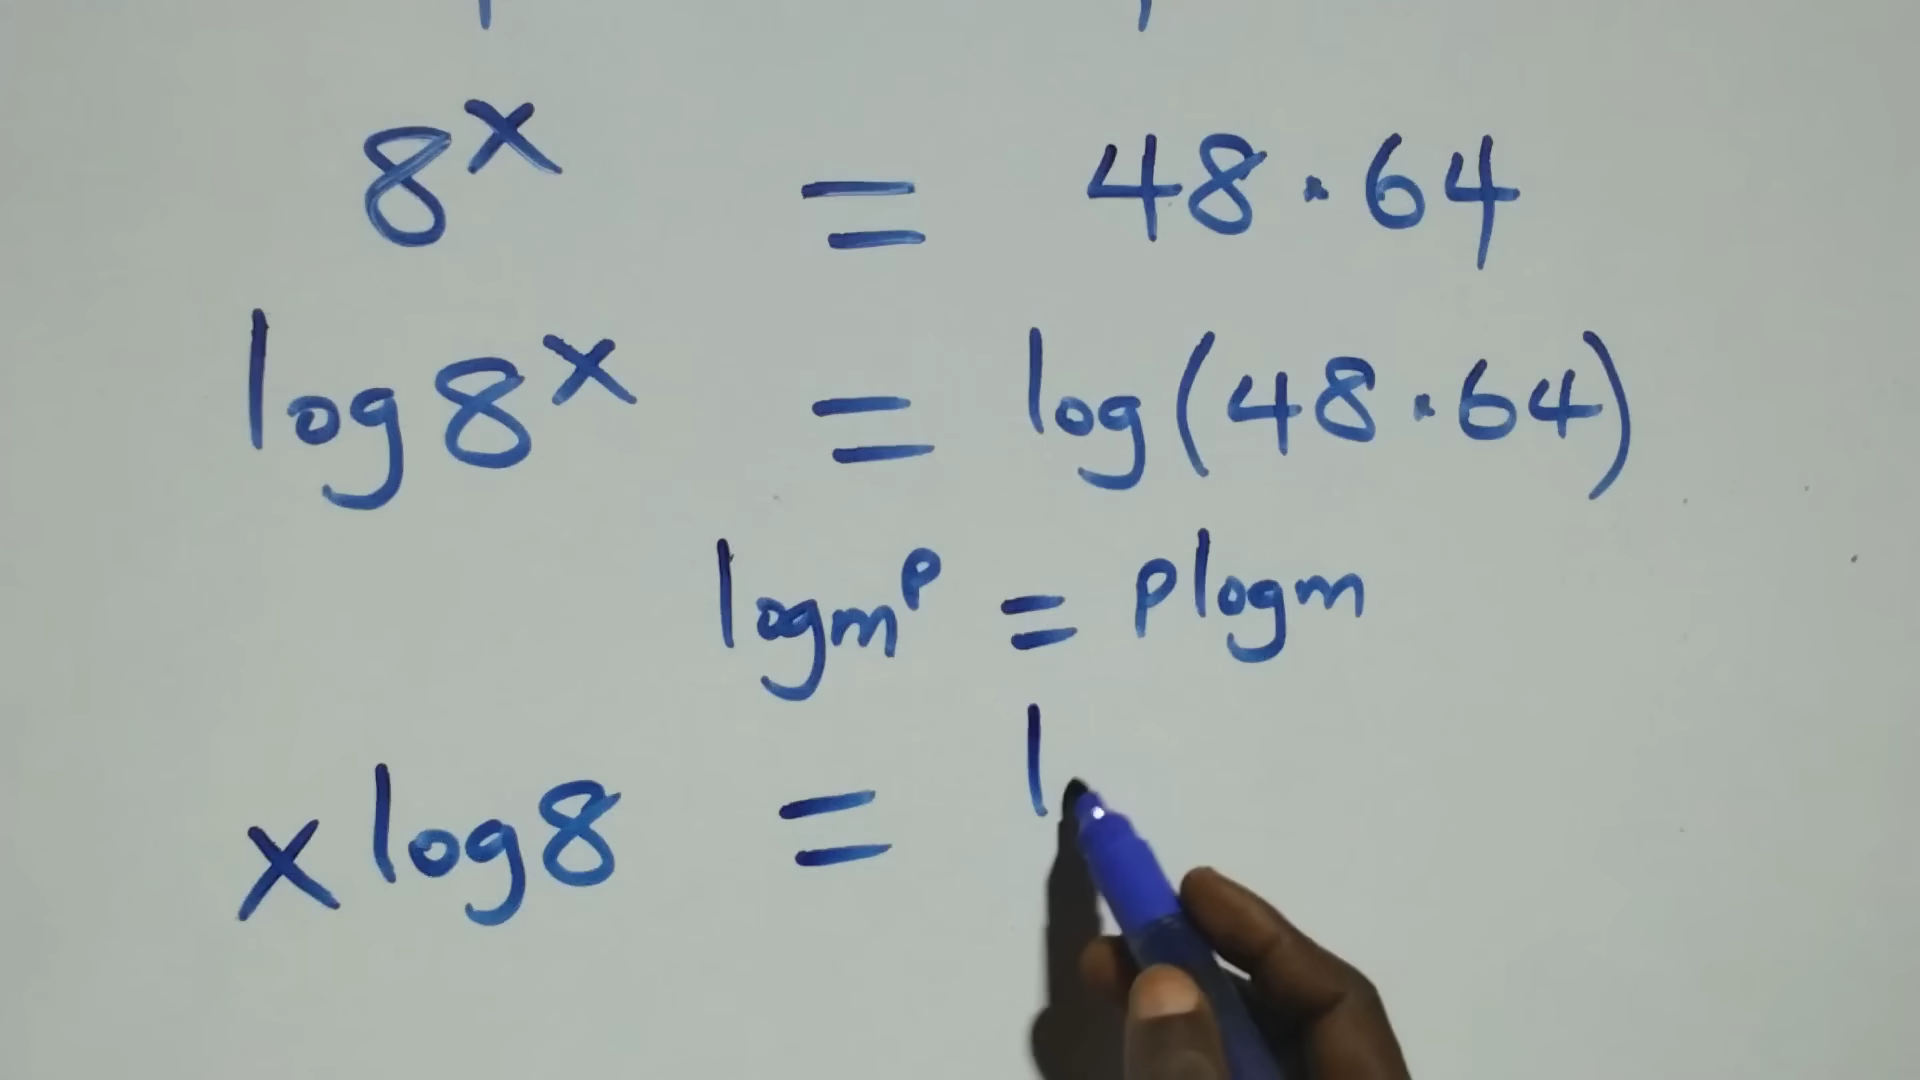 8^x = 48·64
log 8^x = log(48·64)
log m^p = p log m
x log 8 = l